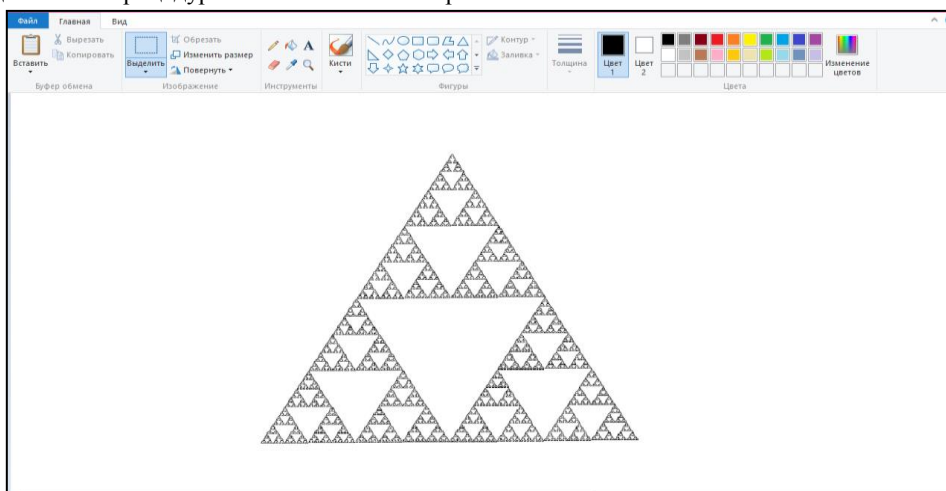 Файл Главная Вид
Вырезать
Копировать
Вставить
Буфер обмена
Обрезать
Изменить размер
Повернуть
Выделить
Изображение
A
Инструменты
Кисти
Контур
Заливка
Фигуры
Толщина
Цвет 1
Цвет 2
Изменение цветов
Цвета